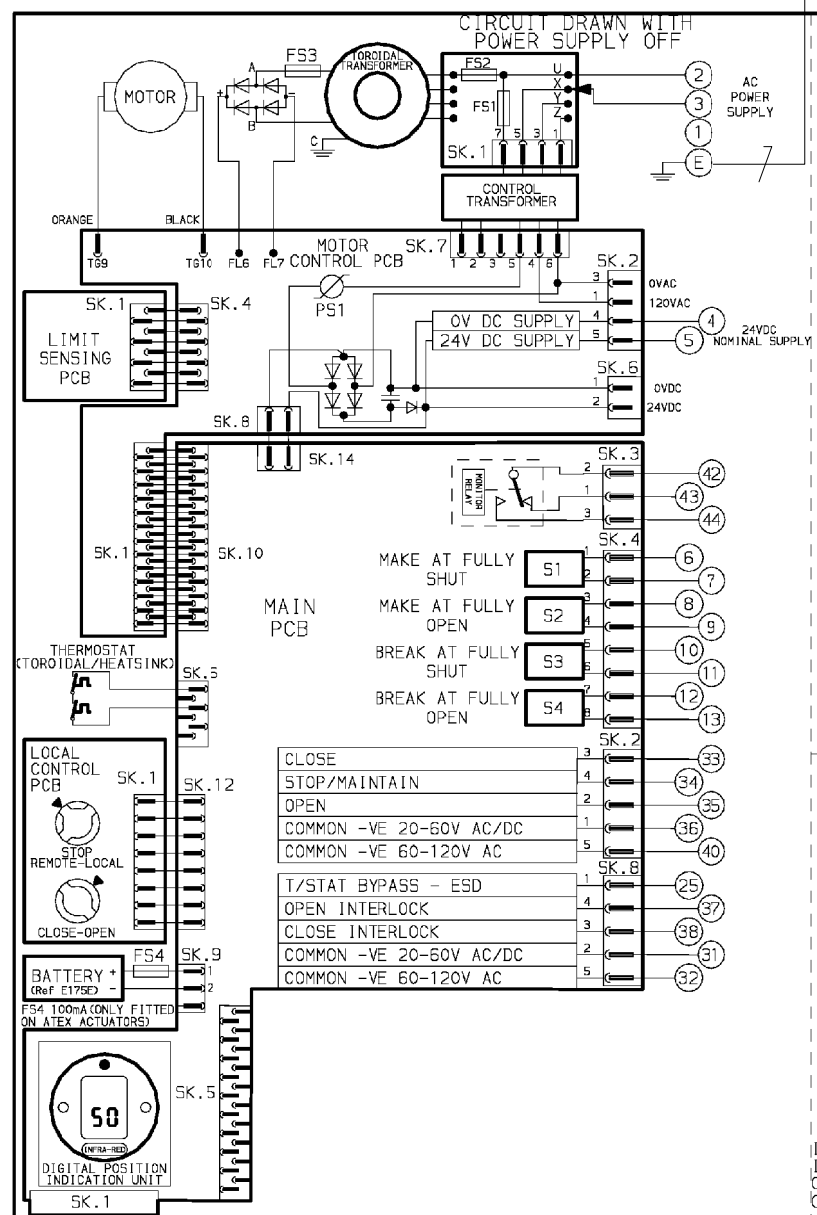 CIRCUIT DRAWN WITH
POWER SUPPLY OFF
TOROIDAL
TRANSFORMER
FS3
A
B
C
+
-
MOTOR
FS2
FS1
U
X
Y
Z
7 5 3 1
SK.1
2
3
1
E
AC
POWER
SUPPLY
CONTROL
TRANSFORMER
ORANGE
BLACK
TG9
TG10
FL6
FL7
MOTOR
CONTROL PCB
SK.7
1 2 3 5 4 6
PS1
SK.2
3
0VAC
1
120VAC
0V DC SUPPLY
4
4
24V DC SUPPLY
5
5
24VDC
NOMINAL SUPPLY
SK.6
1
0VDC
2
24VDC
SK.1
SK.4
LIMIT
SENSING
PCB
SK.8
SK.14
SK.3
MONITOR
RELAY
2
42
1
43
3
44
SK.1
SK.10
MAIN
PCB
SK.4
MAKE AT FULLY
SHUT
S1
1
6
2
7
MAKE AT FULLY
OPEN
S2
3
8
4
9
BREAK AT FULLY
SHUT
S3
5
10
6
11
BREAK AT FULLY
OPEN
S4
7
12
8
13
THERMOSTAT
(TOROIDAL/HEATSINK)
SK.6
SK.2
CLOSE
3
33
STOP/MAINTAIN
4
34
OPEN
2
35
COMMON -VE 20-60V AC/DC
1
36
COMMON -VE 60-120V AC
5
40
LOCAL
CONTROL
PCB
SK.1
SK.12
STOP
REMOTE-LOCAL
CLOSE-OPEN
SK.8
T/STAT BYPASS - ESD
1
25
OPEN INTERLOCK
4
37
CLOSE INTERLOCK
3
38
COMMON -VE 20-60V AC/DC
2
31
COMMON -VE 60-120V AC
5
32
BATTERY + -
(Ref E175E)
FS4
SK.9
1
2
FS4 100mA(ONLY FITTED
ON ATEX ACTUATORS)
SK.5
50
INFRA-RED
DIGITAL POSITION
INDICATION UNIT
SK.1